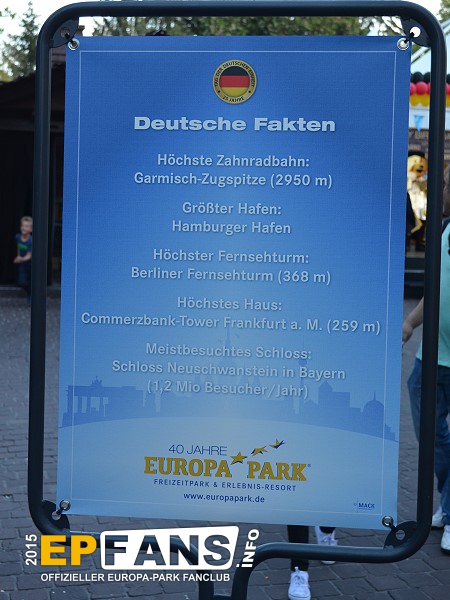 Deutsche Fakten
Höchste Zahnradbahn:
Garmisch-Zugspitze (2950 m)
Größter Hafen:
Hamburger Hafen
Höchster Fernsehturm:
Berliner Fernsehturm (368 m)
Höchstes Haus:
Commerzbank-Tower Frankfurt a. M. (259 m)
Meistbesuchtes Schloss:
Schloss Neuschwanstein in Bayern
(1,2 Mio Besucher/Jahr)
40 JAHRE
EUROPA PARK®
FREIZEITPARK & ERLEBNIS-RESORT
www.europapark.de
© MACK
2015
EPFANS.INFO
OFFIZIELLER EUROPA-PARK FANCLUB